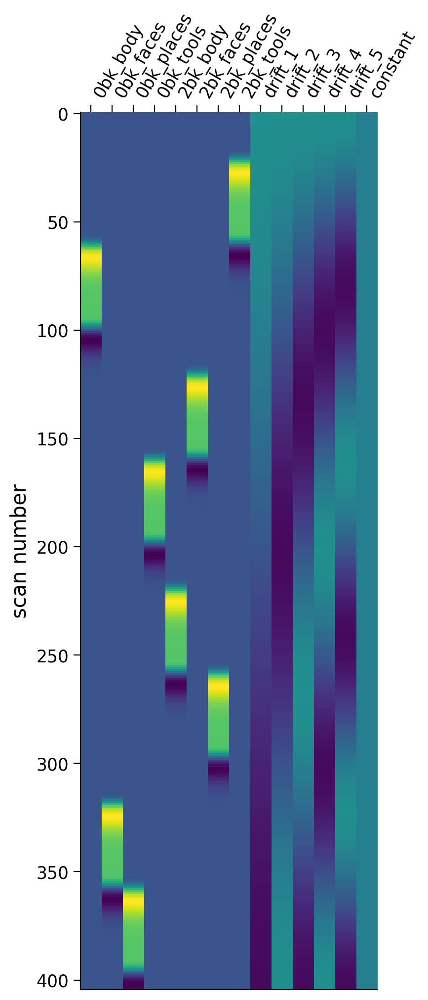 0bk_body
0bk_faces
0bk_places
0bk_tools
2bk_body
2bk_faces
2bk_places
2bk_tools
drift_1
drift_2
drift_3
drift_4
drift_5
constant
0
50
100
150
200
250
300
350
400
scan number